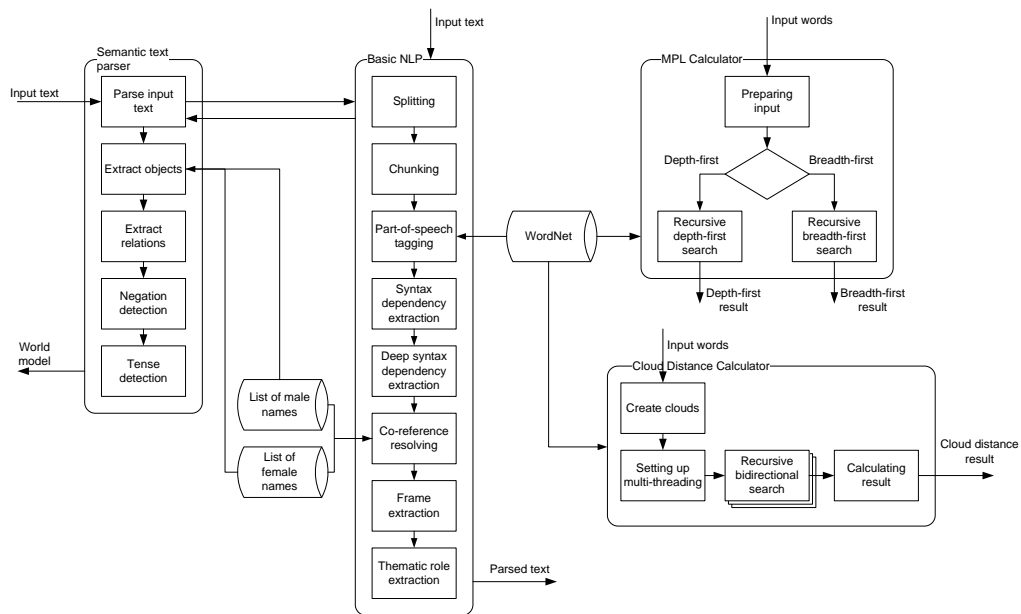 Input text
Semantic text
parser
Input text
Parse input
text
Extract objects
Extract
relations
Negation
detection
Tense
detection
World
model
List of male
names
List of
female
names
Basic NLP
Splitting
Chunking
Part-of-speech
tagging
Syntax
dependency
extraction
Deep syntax
dependency
extraction
Co-reference
resolving
Frame
extraction
Thematic role
extraction
Parsed text
WordNet
Input words
MPL Calculator
Preparing
input
Depth-first
Breadth-first
Recursive
depth-first
search
Recursive
breadth-first
search
Depth-first
result
Breadth-first
result
Input words
Cloud Distance Calculator
Create clouds
Setting up
multi-threading
Recursive
bidirectional
search
Calculating
result
Cloud distance
result